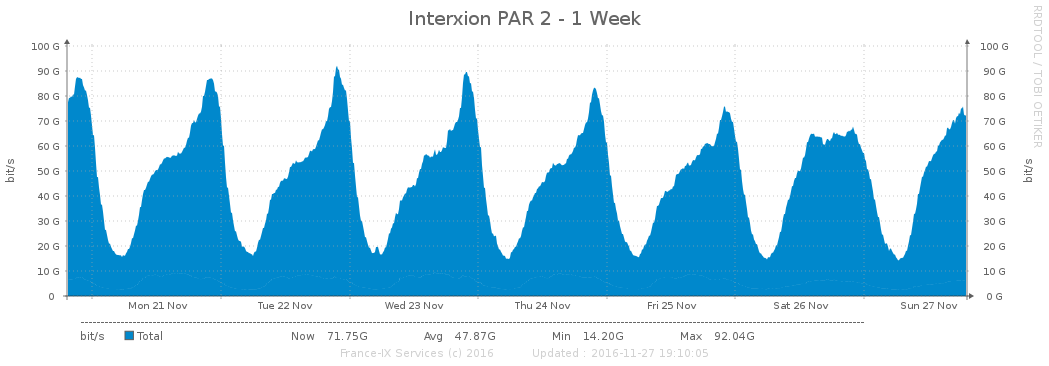 Interxion PAR 2 - 1 Week
RRDTOOL / TOBI OETIKER
100 G 100 G
90 G 90 G
80 G 80 G
70 G 70 G
60 G 60 G
50 G 50 G
40 G 40 G
30 G 30 G
20 G 20 G
10 G 10 G
0 0 G
bit/s bit/s
Mon 21 Nov Tue 22 Nov Wed 23 Nov Thu 24 Nov Fri 25 Nov Sat 26 Nov Sun 27 Nov
bit/s Total Now 71.75G Avg 47.87G Min 14.20G Max 92.04G
France-IX Services (c) 2016 Updated : 2016-11-27 19:10:05